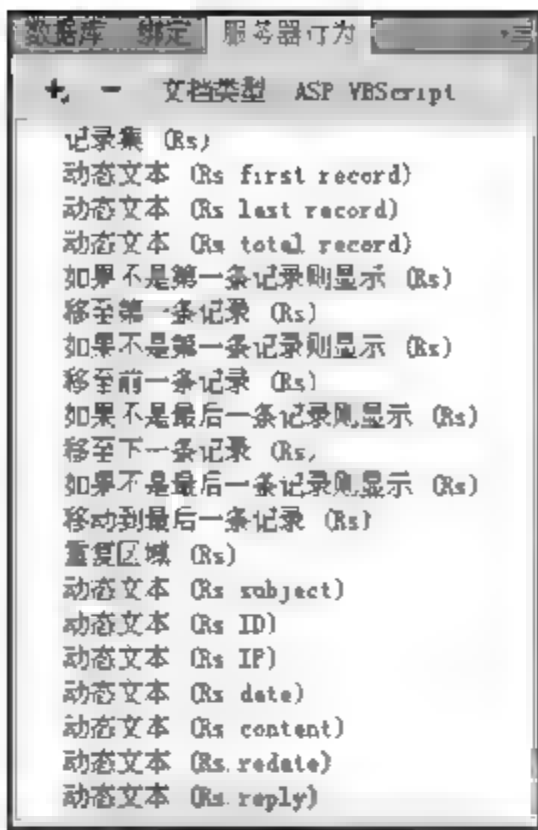 数据库 绑定 服务器行为
+, - 文档类型 ASP VBScript
记录集 (Rs)
动态文本 (Rs first record)
动态文本 (Rs last record)
动态文本 (Rs total record)
如果不是第一条记录则显示 (Rs)
移至第一条记录 (Rs)
如果不是第一条记录则显示 (Rs)
移至前一条记录 (Rs)
如果不是最后一条记录则显示 (Rs)
移至下一条记录 (Rs)
如果不是最后一条记录则显示 (Rs)
移动到最后一条记录 (Rs)
重复区域 (Rs)
动态文本 (Rs subject)
动态文本 (Rs ID)
动态文本 (Rs IP)
动态文本 (Rs date)
动态文本 (Rs content)
动态文本 (Rs.redate)
动态文本 (Rs.reply)